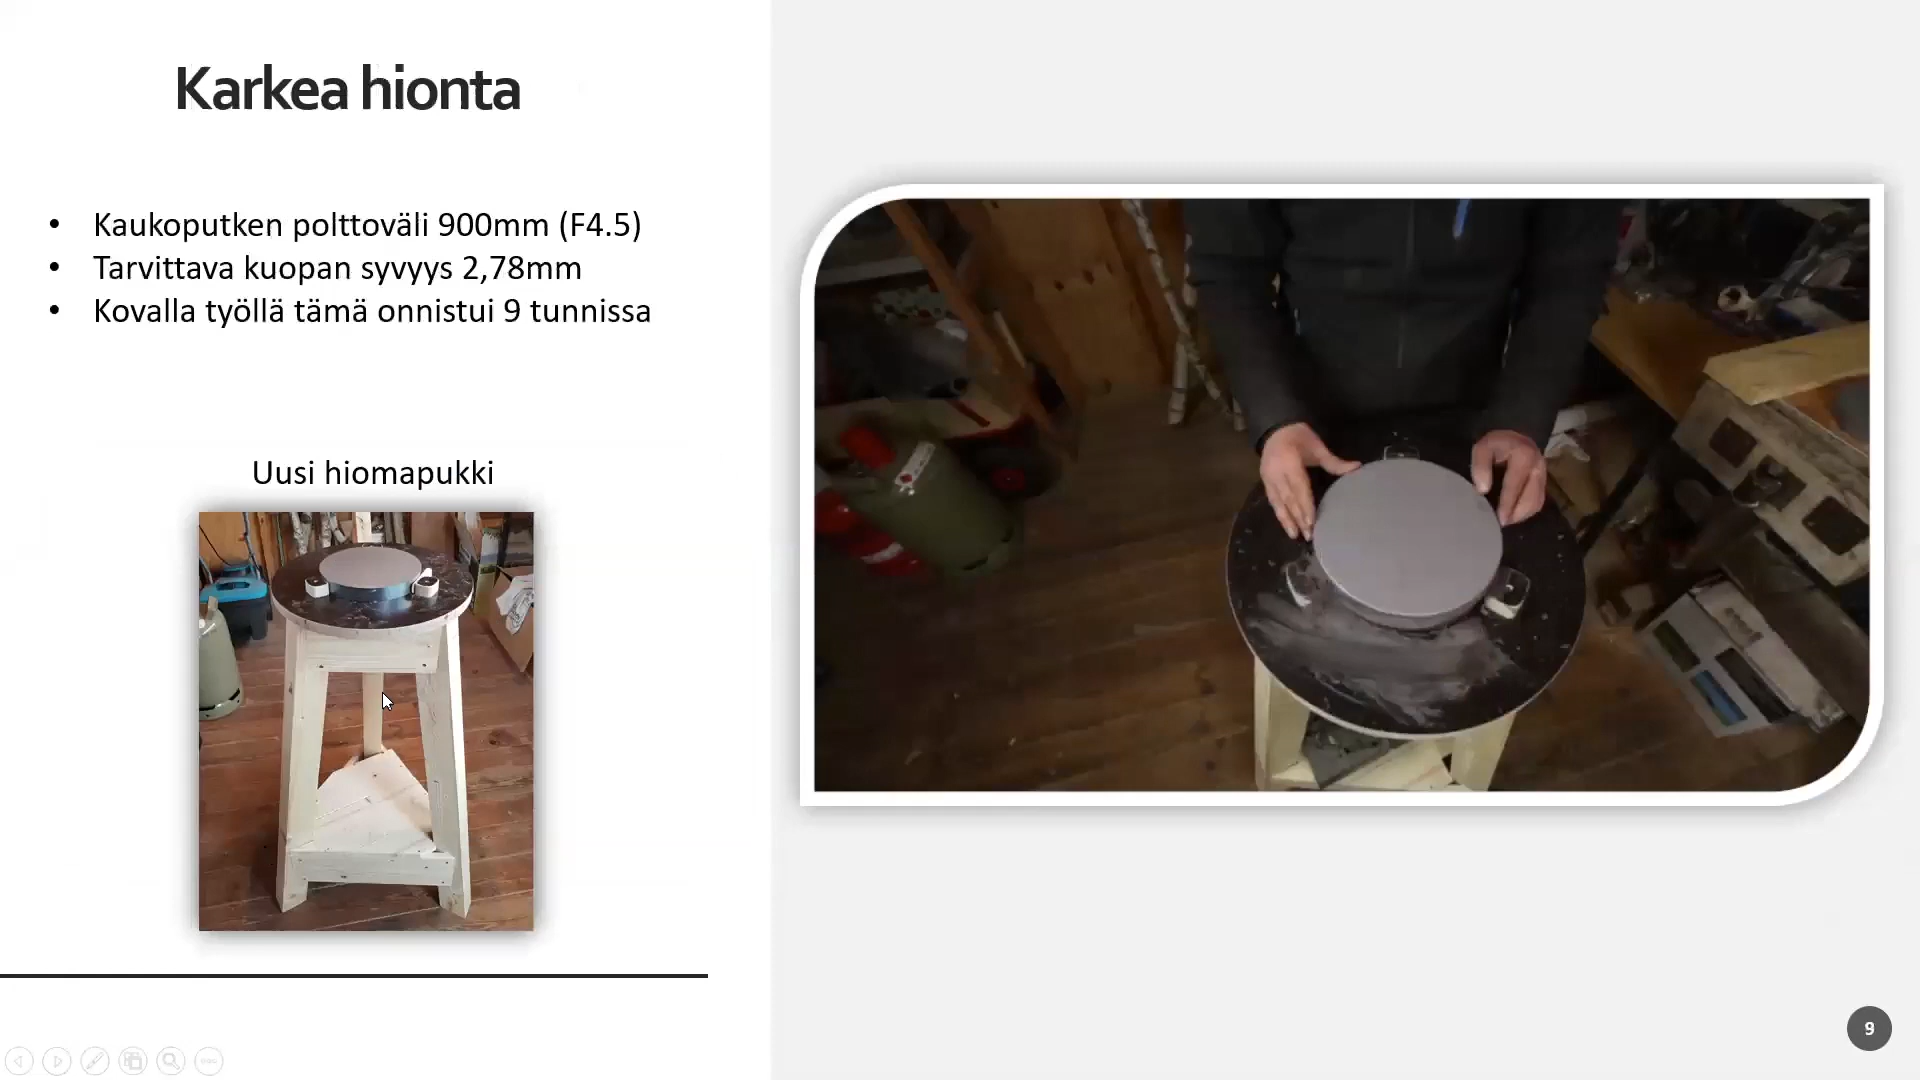 Karkea hionta
• Kaukoputken polttoväli 900mm (F4.5)
• Tarvittava kuopan syvyys 2,78mm
• Kovalla työllä tämä onnistui 9 tunnissa
Uusi hiomapukki
9